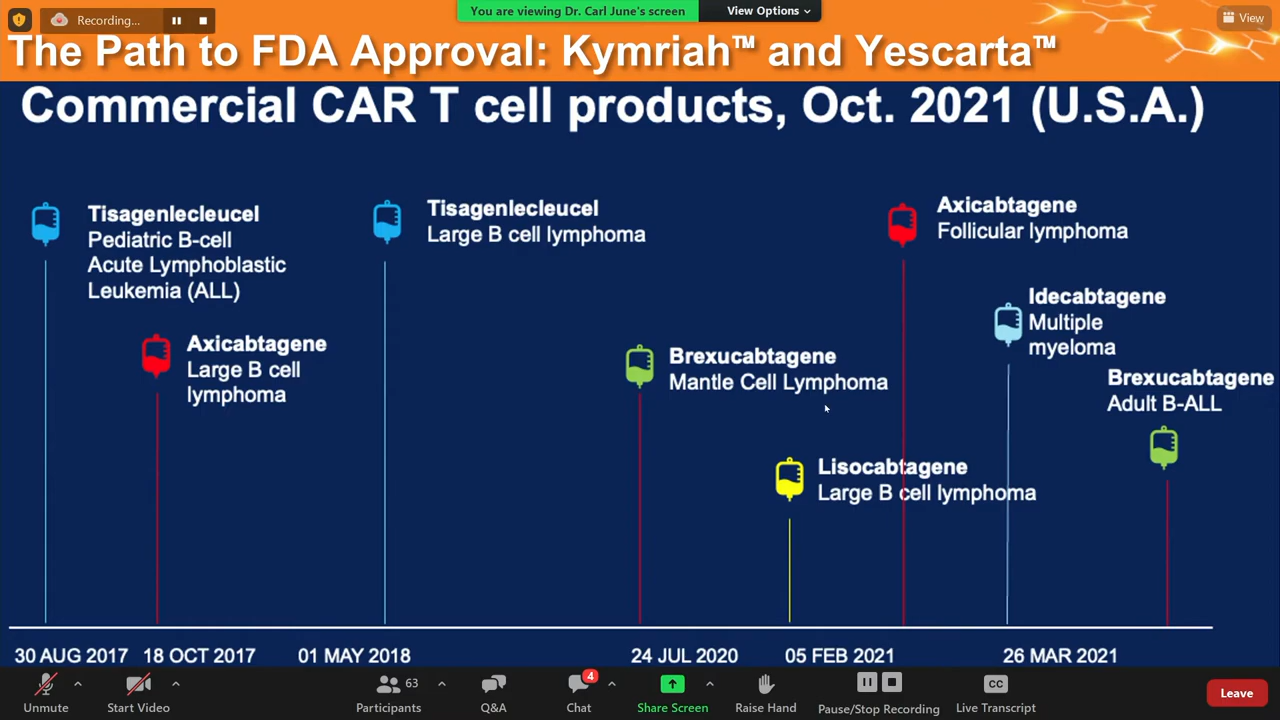 Recording...
You are viewing Dr. Carl June's screen
View Options
View
The Path to FDA Approval: Kymriah™ and Yescarta™
Commercial CAR T cell products, Oct. 2021 (U.S.A.)
Tisagenlecleucel
Pediatric B-cell
Acute Lymphoblastic
Leukemia (ALL)
Axicabtagene
Large B cell
lymphoma
Tisagenlecleucel
Large B cell lymphoma
Brexucabtagene
Mantle Cell Lymphoma
Lisocabtagene
Large B cell lymphoma
Axicabtagene
Follicular lymphoma
Idecabtagene
Multiple
myeloma
Brexucabtagene
Adult B-ALL
30 AUG 2017
18 OCT 2017
01 MAY 2018
24 JUL 2020
05 FEB 2021
26 MAR 2021
Unmute
Start Video
63
Participants
Q&A
4
Chat
Share Screen
Raise Hand
Pause/Stop Recording
CC
Live Transcript
Leave